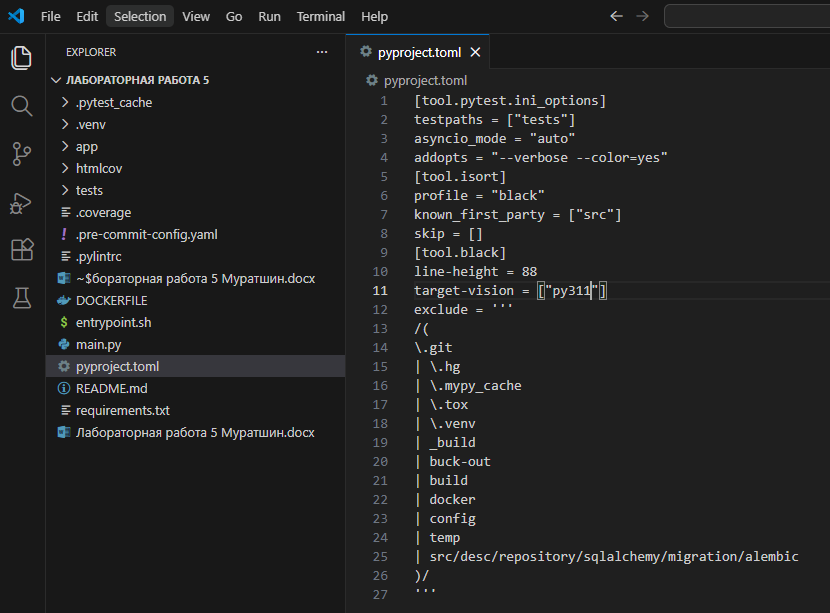 File Edit Selection View Go Run Terminal Help
EXPLORER
ЛАБОРАТОРНАЯ РАБОТА 5
.pytest_cache
.venv
app
htmlcov
tests
.coverage
.pre-commit-config.yaml
.pylintrc
~$бораторная работа 5 Муратшин.docx
DOCKERFILE
entrypoint.sh
main.py
pyproject.toml
README.md
requirements.txt
Лабораторная работа 5 Муратшин.docx
pyproject.toml
pyproject.toml
1 [tool.pytest.ini_options]
2 testpaths = ["tests"]
3 asyncio_mode = "auto"
4 addopts = "--verbose --color=yes"
5 [tool.isort]
6 profile = "black"
7 known_first_party = ["src"]
8 skip = []
9 [tool.black]
10 line-height = 88
11 target-vision = ["py311"]
12 exclude = '''
13 /(
14 \.git
15 | \.hg
16 | \.mypy_cache
17 | \.tox
18 | \.venv
19 | _build
20 | buck-out
21 | build
22 | docker
23 | config
24 | temp
25 | src/desc/repository/sqlalchemy/migration/alembic
26 )/
27 '''